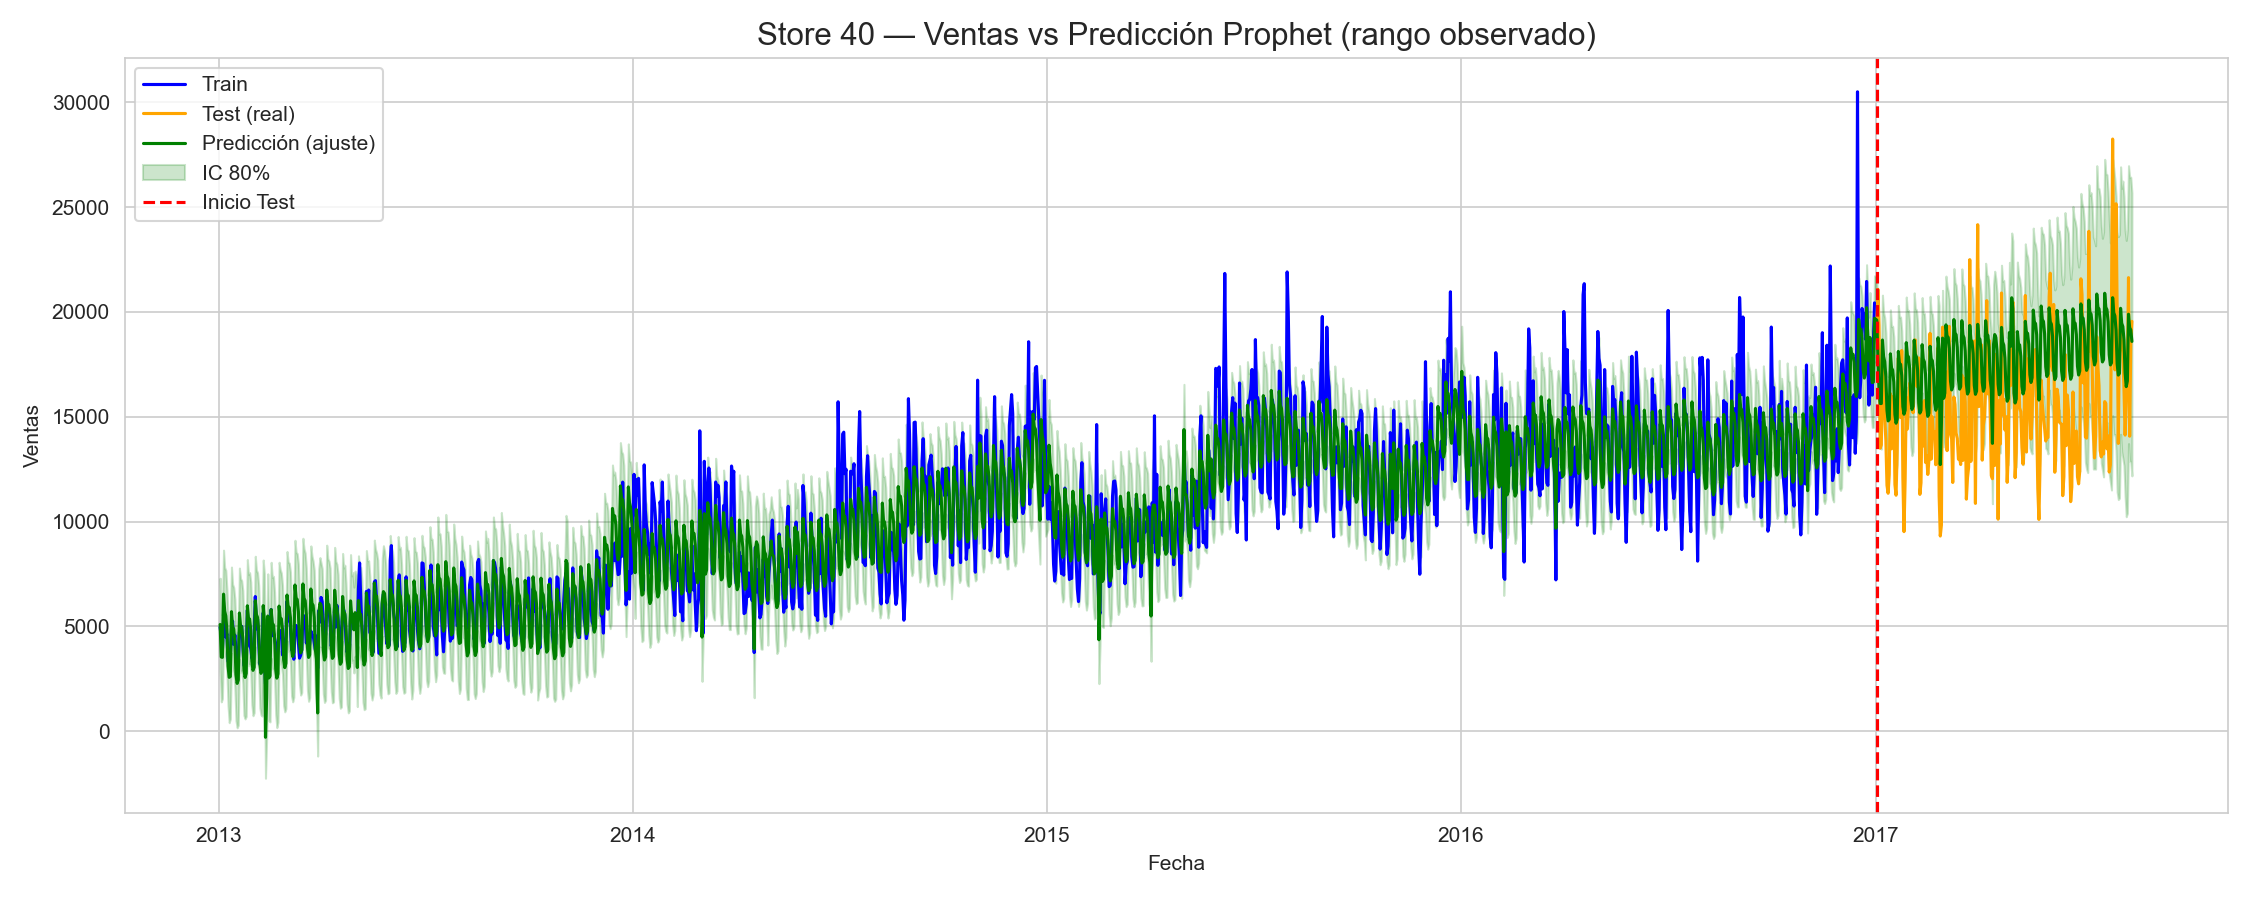 Store 40 — Ventas vs Predicción Prophet (rango observado)
Train
Test (real)
Predicción (ajuste)
IC 80%
Inicio Test
30000
25000
20000
15000
10000
5000
0
Ventas
2013
2014
2015
2016
2017
Fecha